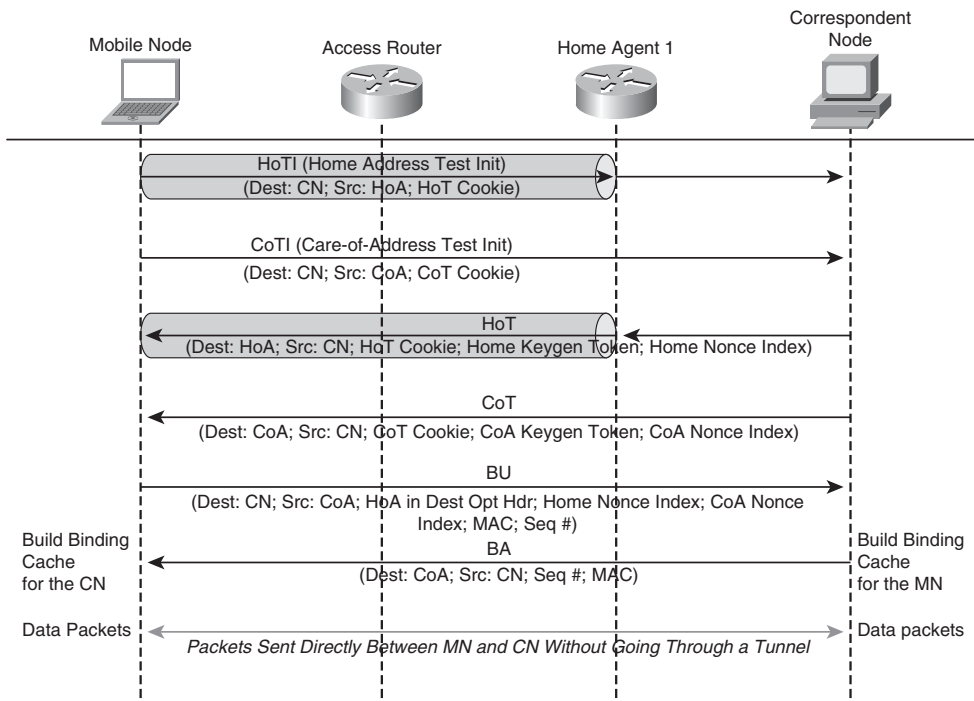 Mobile Node
Access Router
Home Agent 1
Correspondent
Node
HoTI (Home Address Test Init)
(Dest: CN; Src: HoA; HoT Cookie)
CoTI (Care-of-Address Test Init)
(Dest: CN; Src: CoA; CoT Cookie)
HoT
(Dest: HoA; Src: CN; HoT Cookie; Home Keygen Token; Home Nonce Index)
CoT
(Dest: CoA; Src: CN; CoT Cookie; CoA Keygen Token; CoA Nonce Index)
BU
(Dest: CN; Src: CoA; HoA in Dest Opt Hdr; Home Nonce Index; CoA Nonce
Index; MAC; Seq #)
Build Binding
Cache
for the CN
BA
(Dest: CoA; Src: CN; Seq #; MAC)
Build Binding
Cache
for the MN
Data Packets
Packets Sent Directly Between MN and CN Without Going Through a Tunnel
Data packets